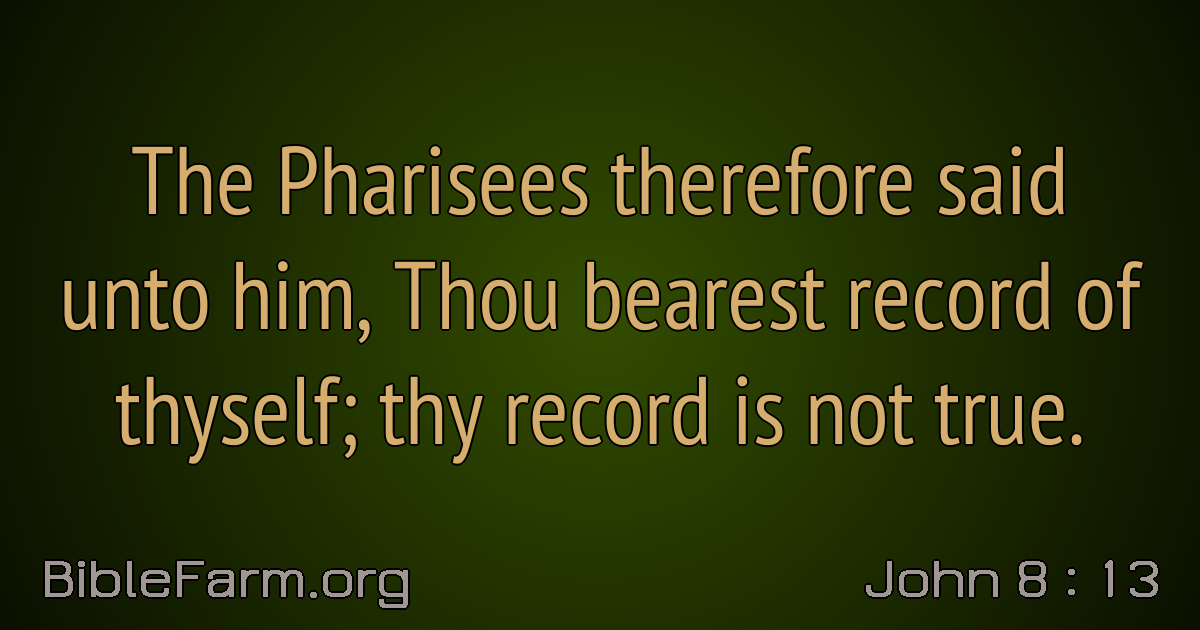 The Pharisees therefore said
unto him, Thou bearest record of
thyself; thy record is not true.
BibleFarm.org
John 8 : 13